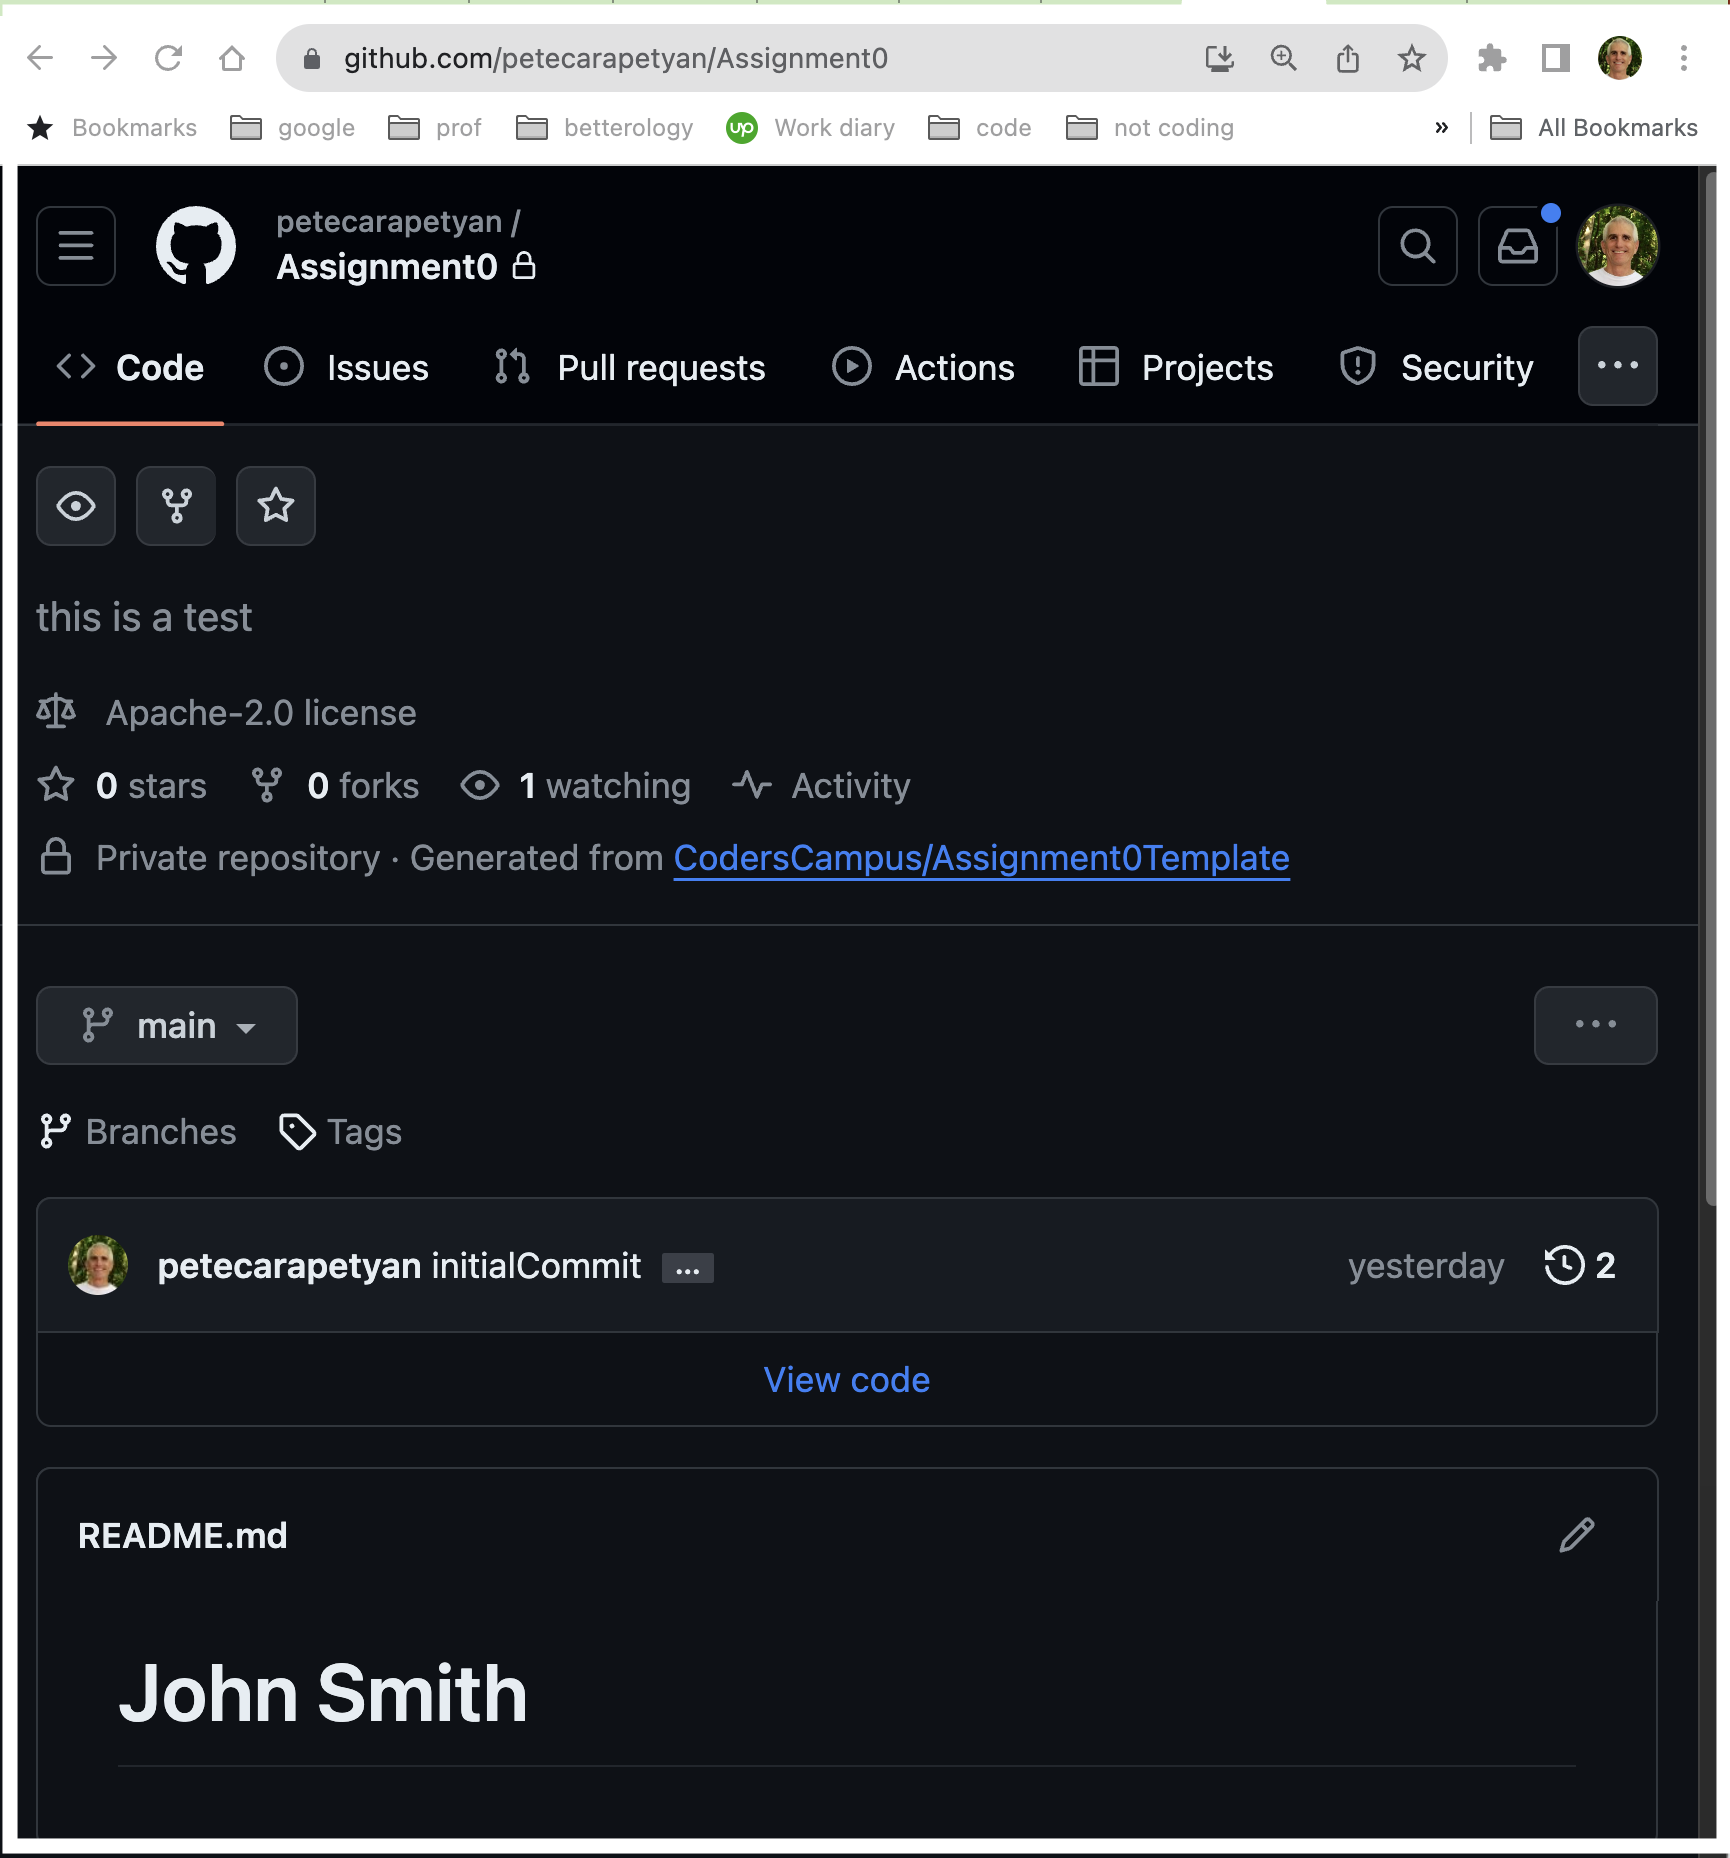 github.com/petecarapetyan/Assignment0
Bookmarks google prof betterology up Work diary code not coding » All Bookmarks
petecarapetyan /
Assignment0
Code Issues Pull requests Actions Projects Security
this is a test
Apache-2.0 license
0 stars 0 forks 1 watching Activity
Private repository · Generated from CodersCampus/Assignment0Template
main
Branches Tags
petecarapetyan initialCommit ... yesterday 2
View code
README.md
John Smith